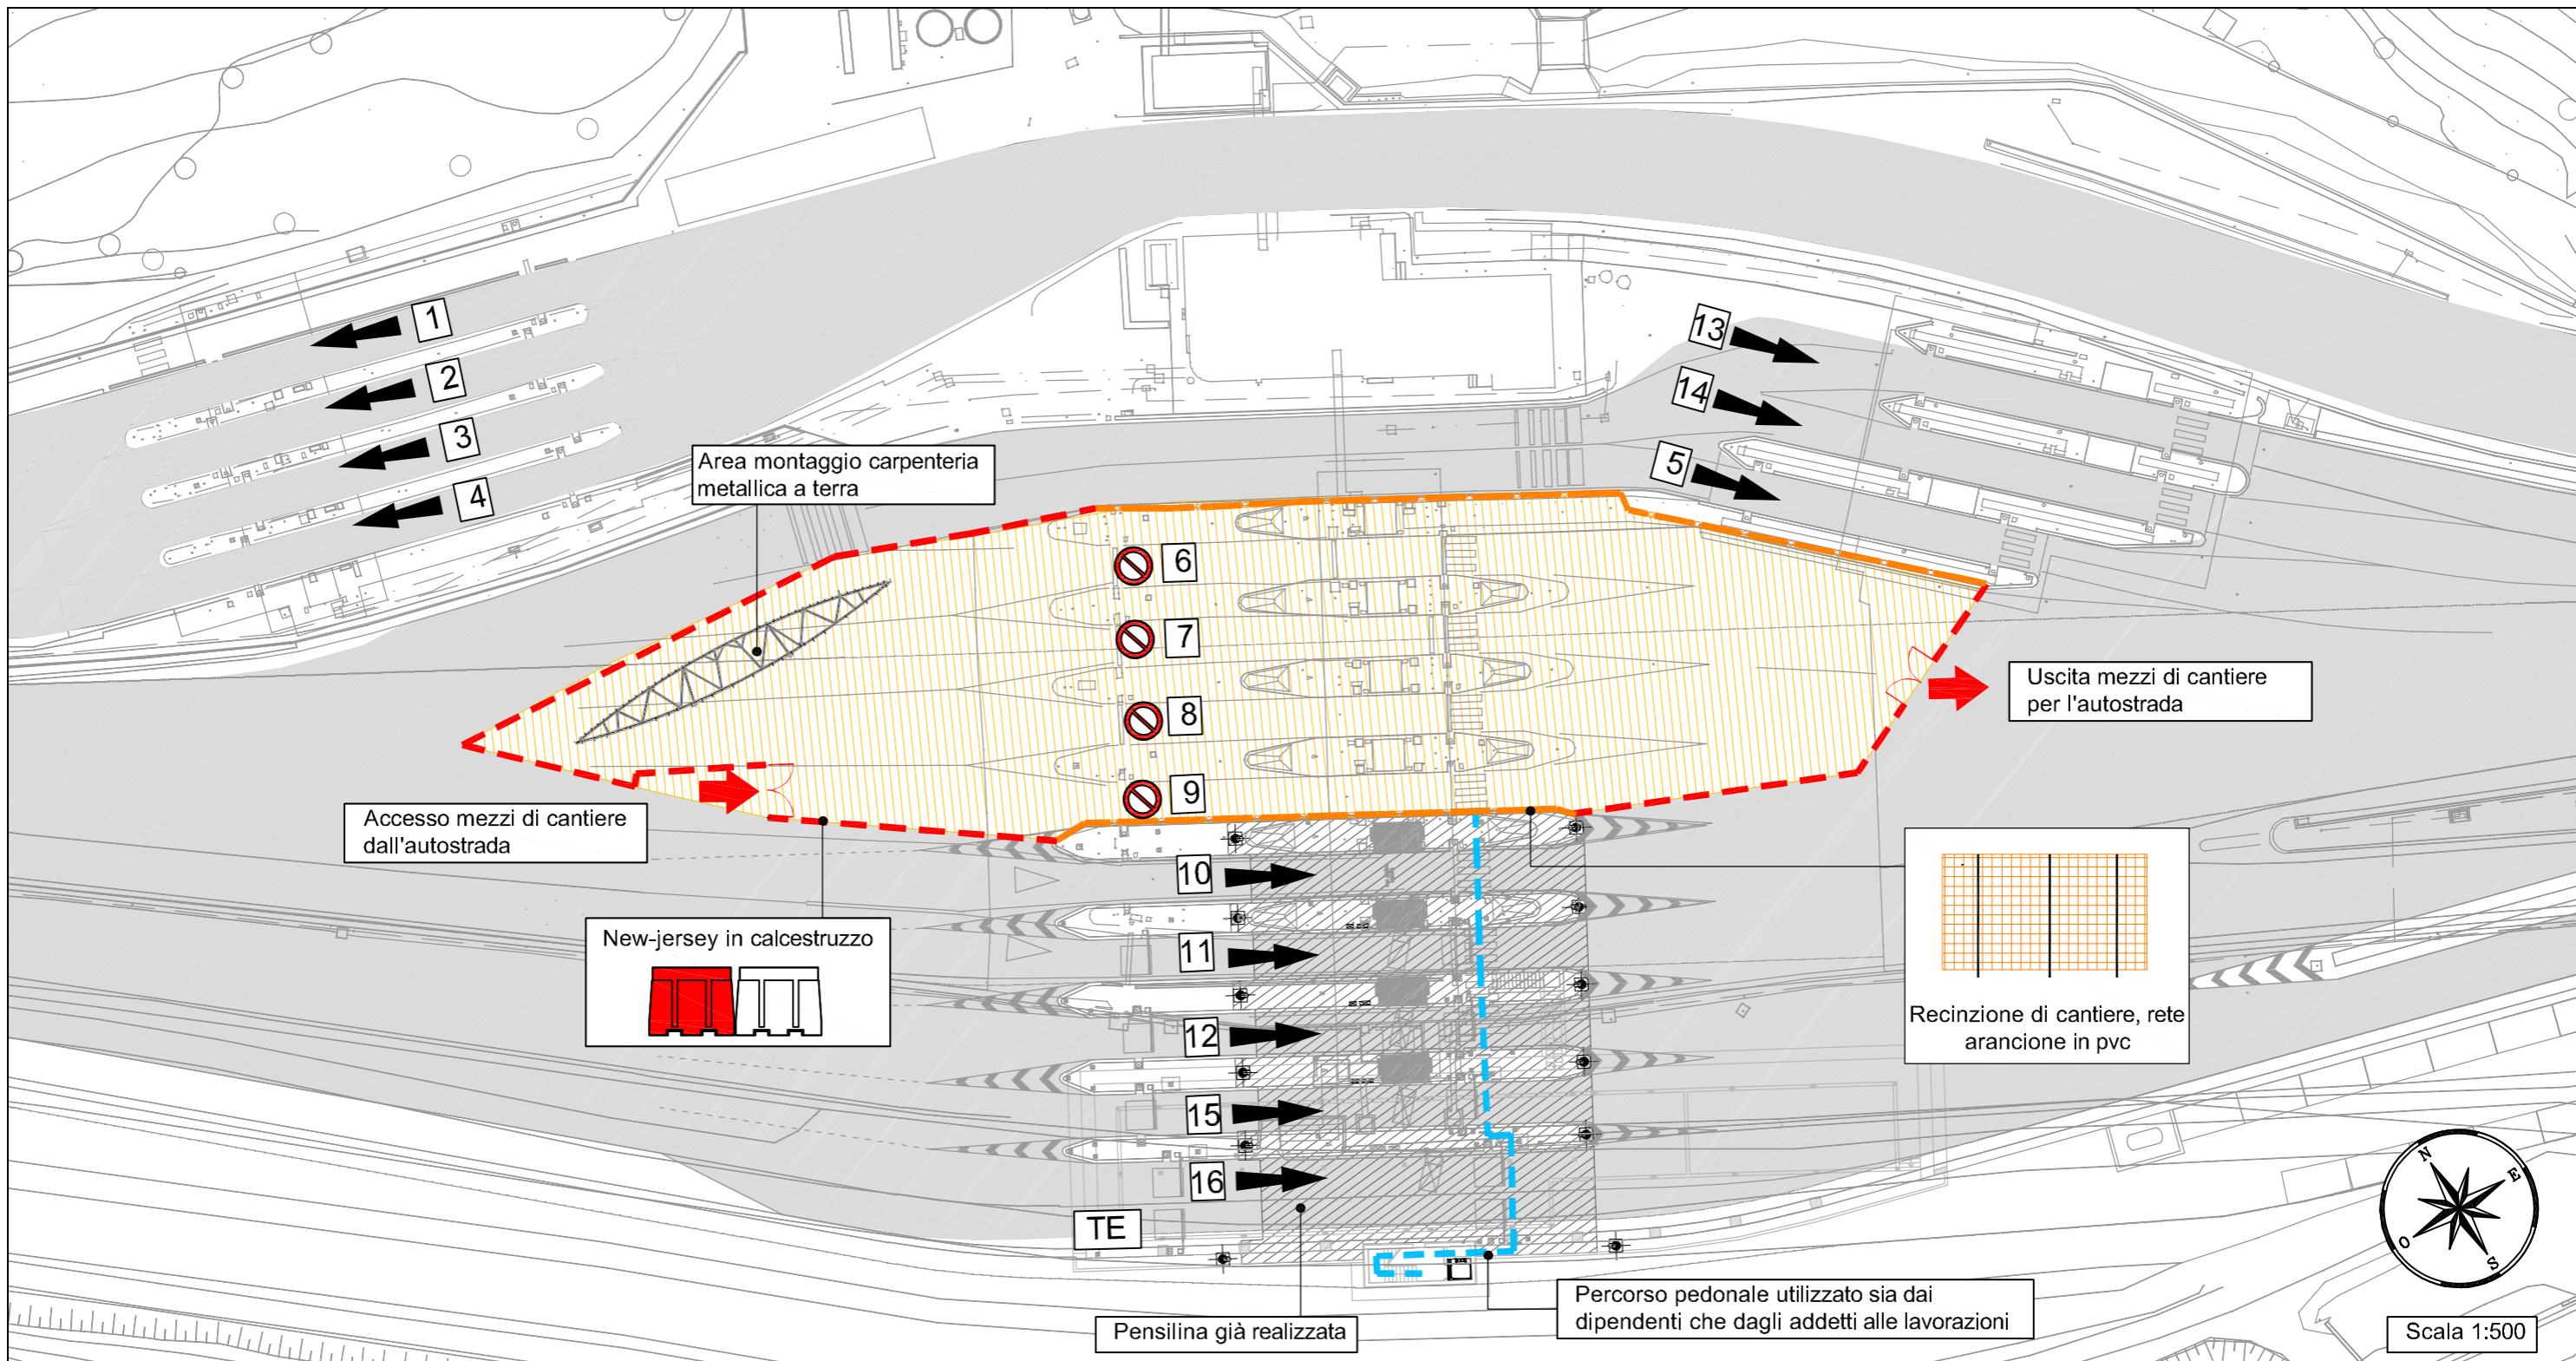 1
2
3
4
13
14
5
Area montaggio carpenteria
metallica a terra
6
7
8
9
Uscita mezzi di cantiere
per l'autostrada
Accesso mezzi di cantiere
dall'autostrada
New-jersey in calcestruzzo
10
11
12
15
16
TE
Recinzione di cantiere, rete
arancione in pvc
Percorso pedonale utilizzato sia dai
dipendenti che dagli addetti alle lavorazioni
Pensilina già realizzata
N
E
O
S
Scala 1:500